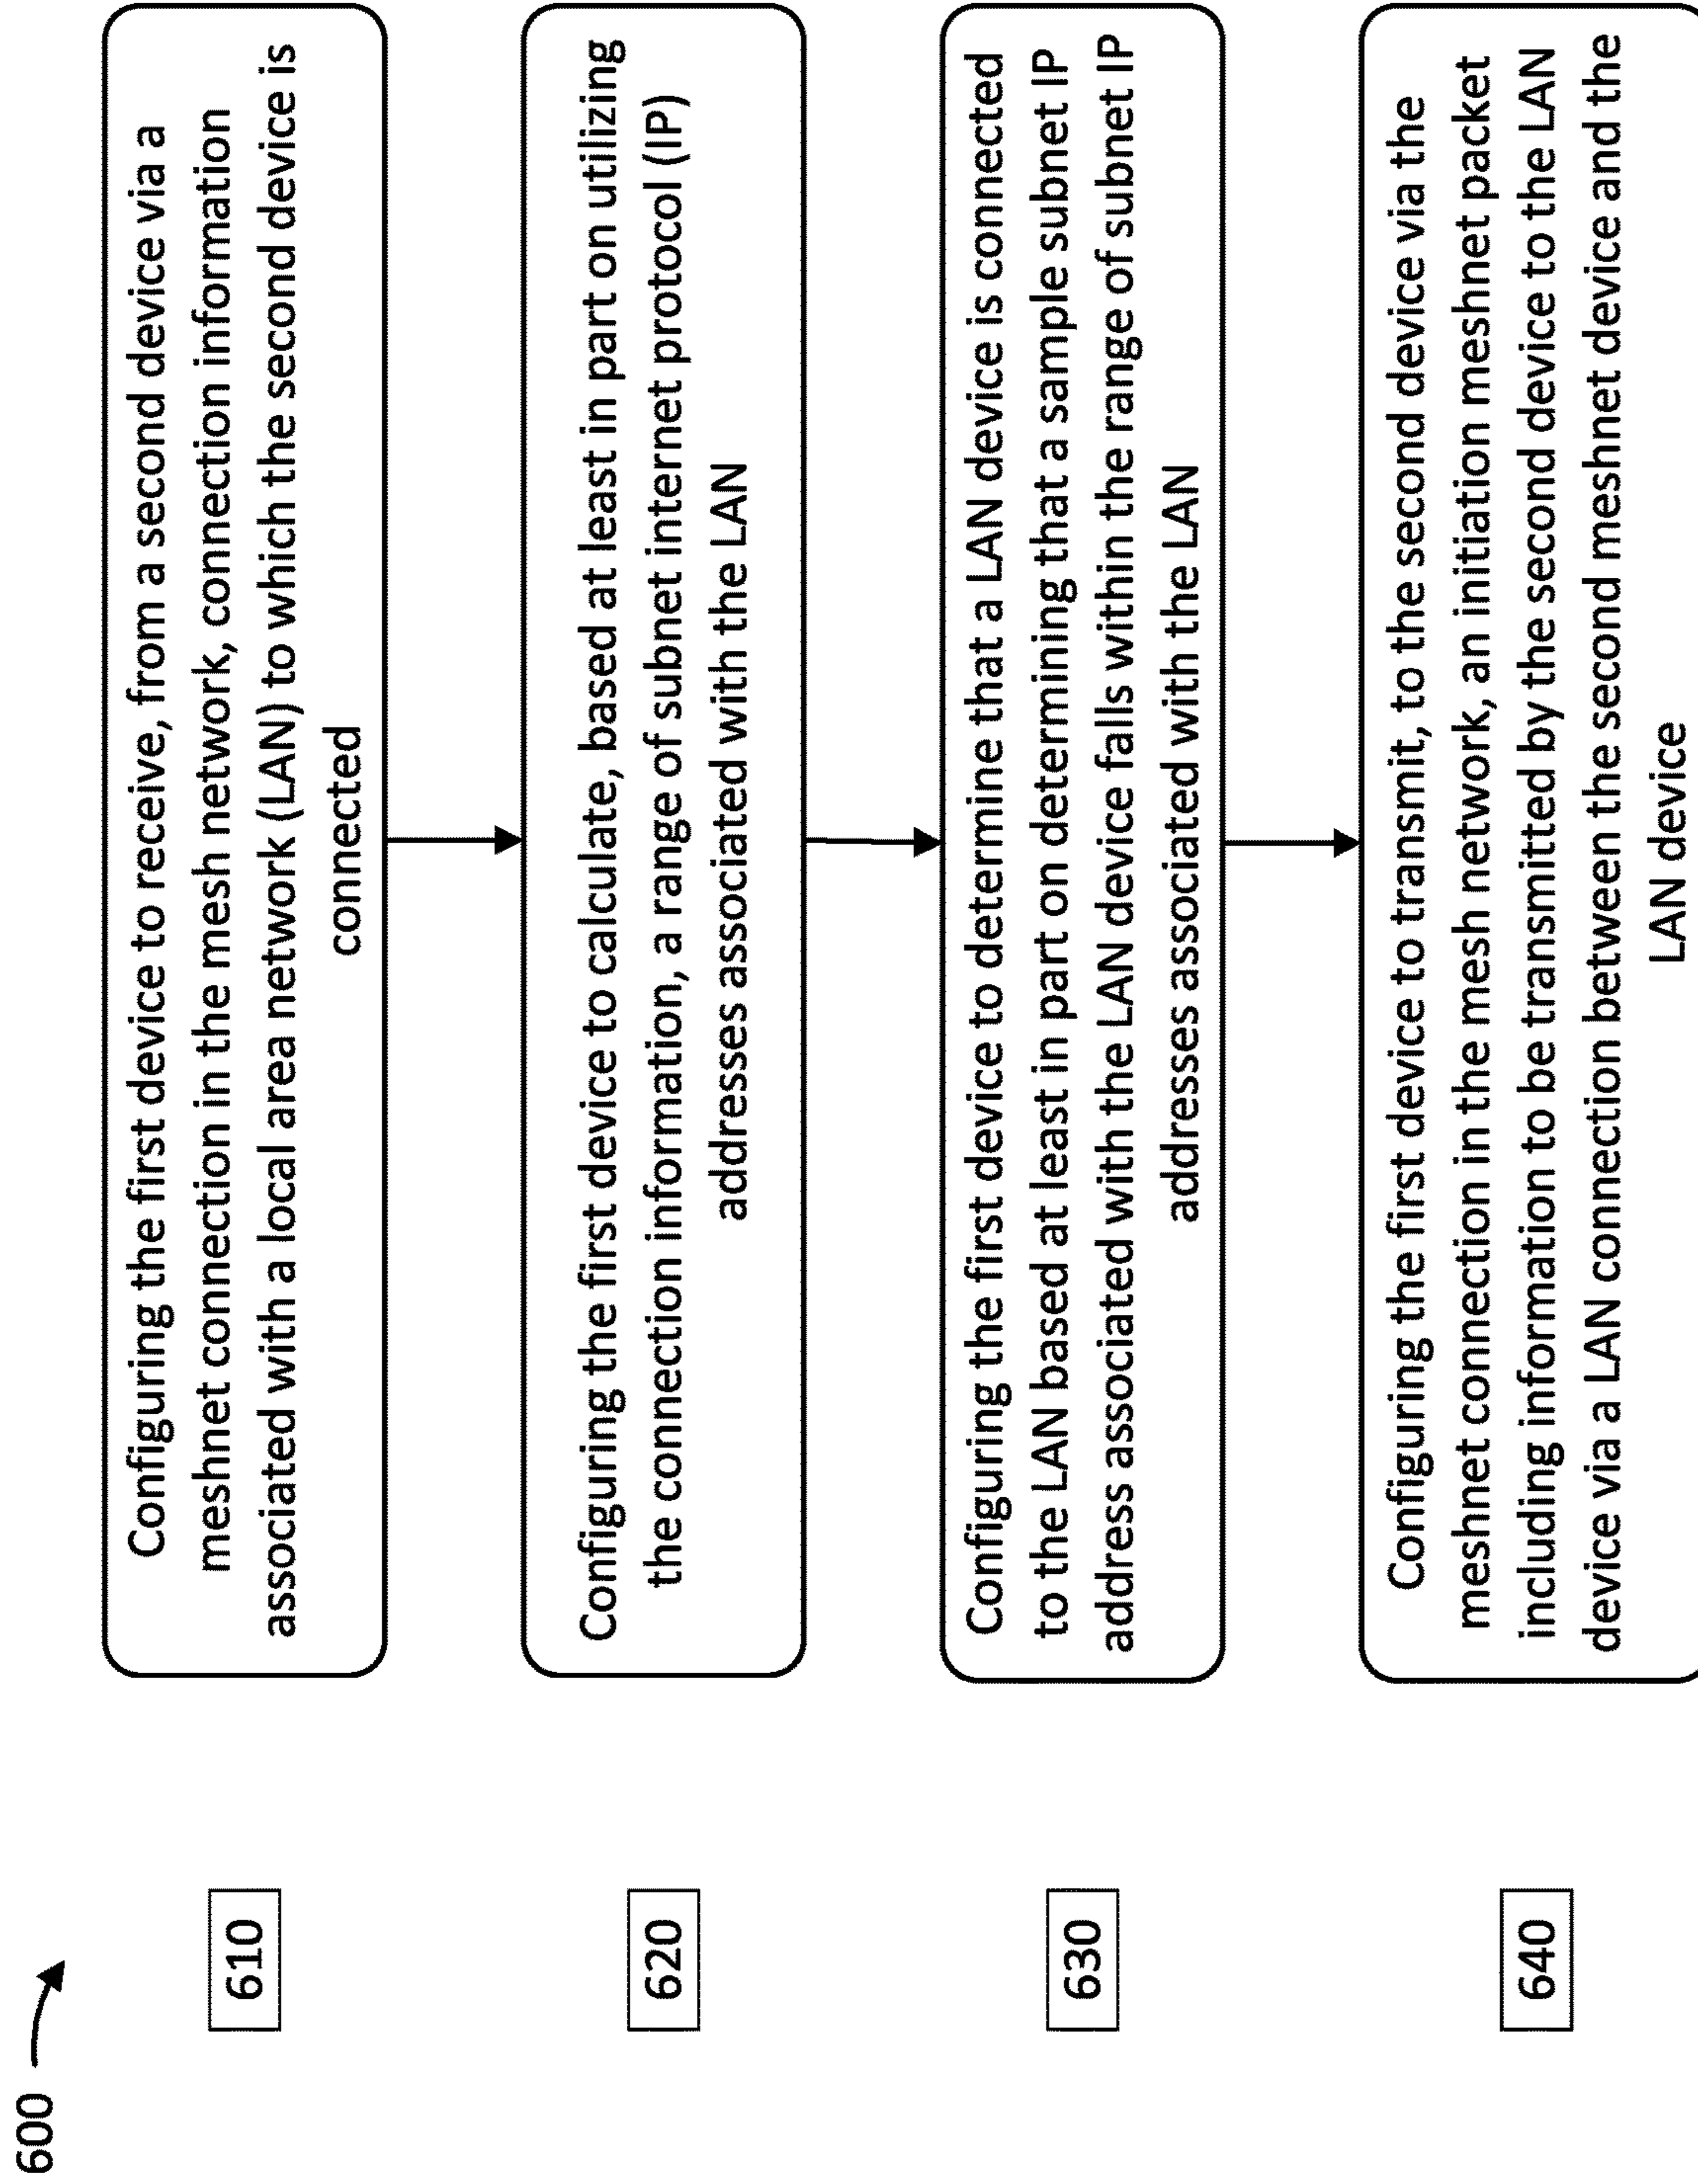 600
610
Configuring the first device to receive, from a second device via a
meshnet connection in the mesh network, connection information
associated with a local area network (LAN) to which the second device is
connected
620
Configuring the first device to calculate, based at least in part on utilizing
the connection information, a range of subnet internet protocol (IP)
addresses associated with the LAN
630
Configuring the first device to determine that a LAN device is connected
to the LAN based at least in part on determining that a sample subnet IP
address associated with the LAN device falls within the range of subnet IP
addresses associated with the LAN
640
Configuring the first device to transmit, to the second device via the
meshnet connection in the mesh network, an initiation meshnet packet
including information to be transmitted by the second device to the LAN
device via a LAN connection between the second meshnet device and the
LAN device